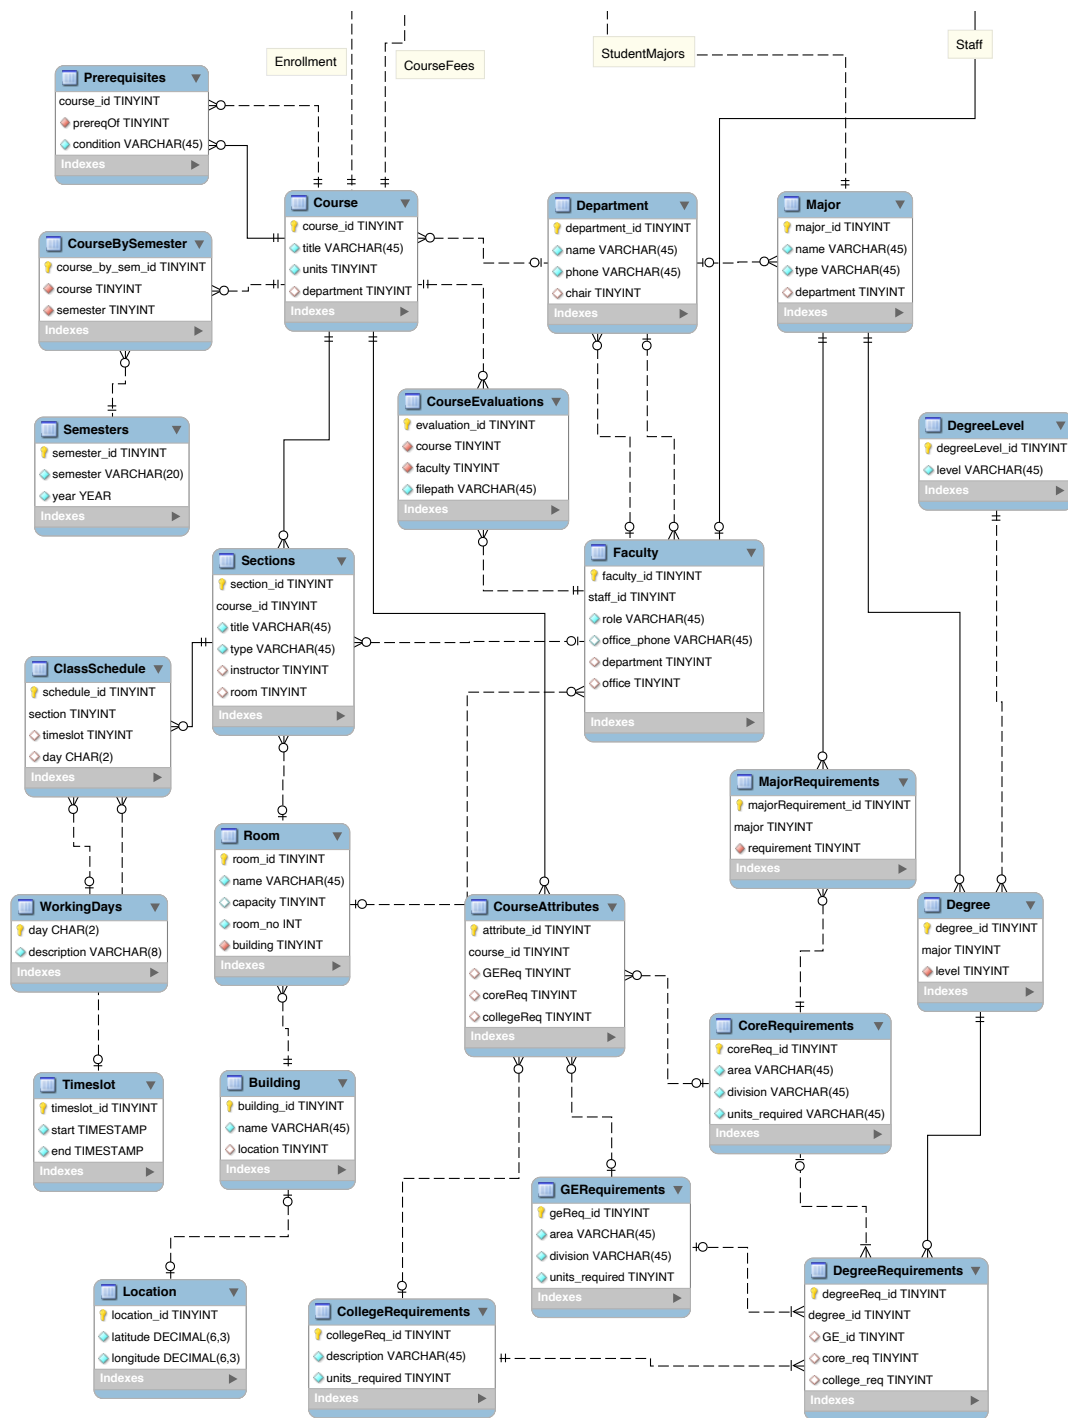 Enrollment
CourseFees
StudentMajors
Staff
Prerequisites
course_id TINYINT
prereqOf TINYINT
condition VARCHAR(45)
Indexes
Course
course_id TINYINT
title VARCHAR(45)
units TINYINT
department TINYINT
Indexes
Department
department_id TINYINT
name VARCHAR(45)
phone VARCHAR(45)
chair TINYINT
Indexes
Major
major_id TINYINT
name VARCHAR(45)
type VARCHAR(45)
department TINYINT
Indexes
CourseBySemester
course_by_sem_id TINYINT
course TINYINT
semester TINYINT
Indexes
Semesters
semester_id TINYINT
semester VARCHAR(20)
year YEAR
Indexes
CourseEvaluations
evaluation_id TINYINT
course TINYINT
faculty TINYINT
filepath VARCHAR(45)
Indexes
DegreeLevel
degreeLevel_id TINYINT
level VARCHAR(45)
Indexes
Sections
section_id TINYINT
course_id TINYINT
title VARCHAR(45)
type VARCHAR(45)
instructor TINYINT
room TINYINT
Indexes
Faculty
faculty_id TINYINT
staff_id TINYINT
role VARCHAR(45)
office_phone VARCHAR(45)
department TINYINT
office TINYINT
Indexes
ClassSchedule
schedule_id TINYINT
section TINYINT
timeslot TINYINT
day CHAR(2)
Indexes
MajorRequirements
majorRequirement_id TINYINT
major TINYINT
requirement TINYINT
Indexes
Room
room_id TINYINT
name VARCHAR(45)
capacity TINYINT
room_no INT
building TINYINT
Indexes
WorkingDays
day CHAR(2)
description VARCHAR(8)
Indexes
CourseAttributes
attribute_id TINYINT
course_id TINYINT
GEReq TINYINT
coreReq TINYINT
collegeReq TINYINT
Indexes
Degree
degree_id TINYINT
major TINYINT
level TINYINT
Indexes
CoreRequirements
coreReq_id TINYINT
area VARCHAR(45)
division VARCHAR(45)
units_required VARCHAR(45)
Indexes
Timeslot
timeslot_id TINYINT
start TIMESTAMP
end TIMESTAMP
Indexes
Building
building_id TINYINT
name VARCHAR(45)
location TINYINT
Indexes
GERequirements
geReq_id TINYINT
area VARCHAR(45)
division VARCHAR(45)
units_required TINYINT
Indexes
DegreeRequirements
degreeReq_id TINYINT
degree_id TINYINT
GE_id TINYINT
core_req TINYINT
college_req TINYINT
Indexes
Location
location_id TINYINT
latitude DECIMAL(6,3)
longitude DECIMAL(6,3)
Indexes
CollegeRequirements
collegeReq_id TINYINT
description VARCHAR(45)
units_required TINYINT
Indexes